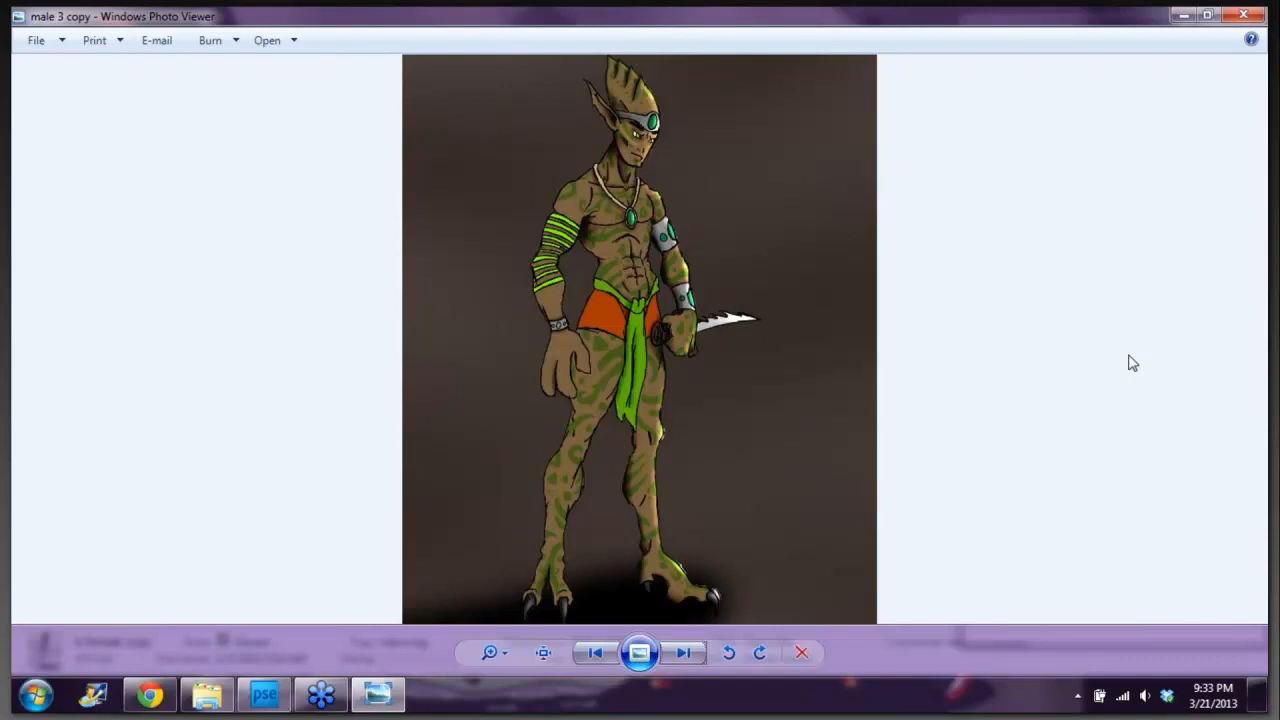 male 3 copy - Windows Photo Viewer
File Print E-mail Burn Open
pse
9:33 PM
3/21/2013